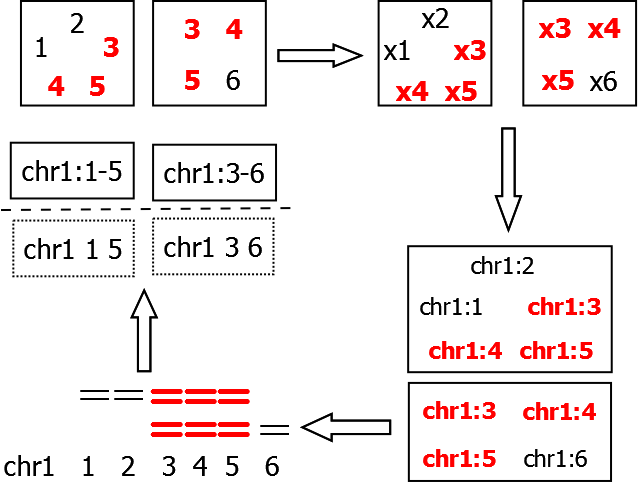 2
1 3
4 5
3 4
5 6
x2
x1 x3
x4 x5
x3 x4
x5 x6
chr1:1-5
chr1:3-6
chr1 1 5
chr1 3 6
chr1:2
chr1:1 chr1:3
chr1:4 chr1:5
chr1:3 chr1:4
chr1:5 chr1:6
chr1 1 2 3 4 5 6